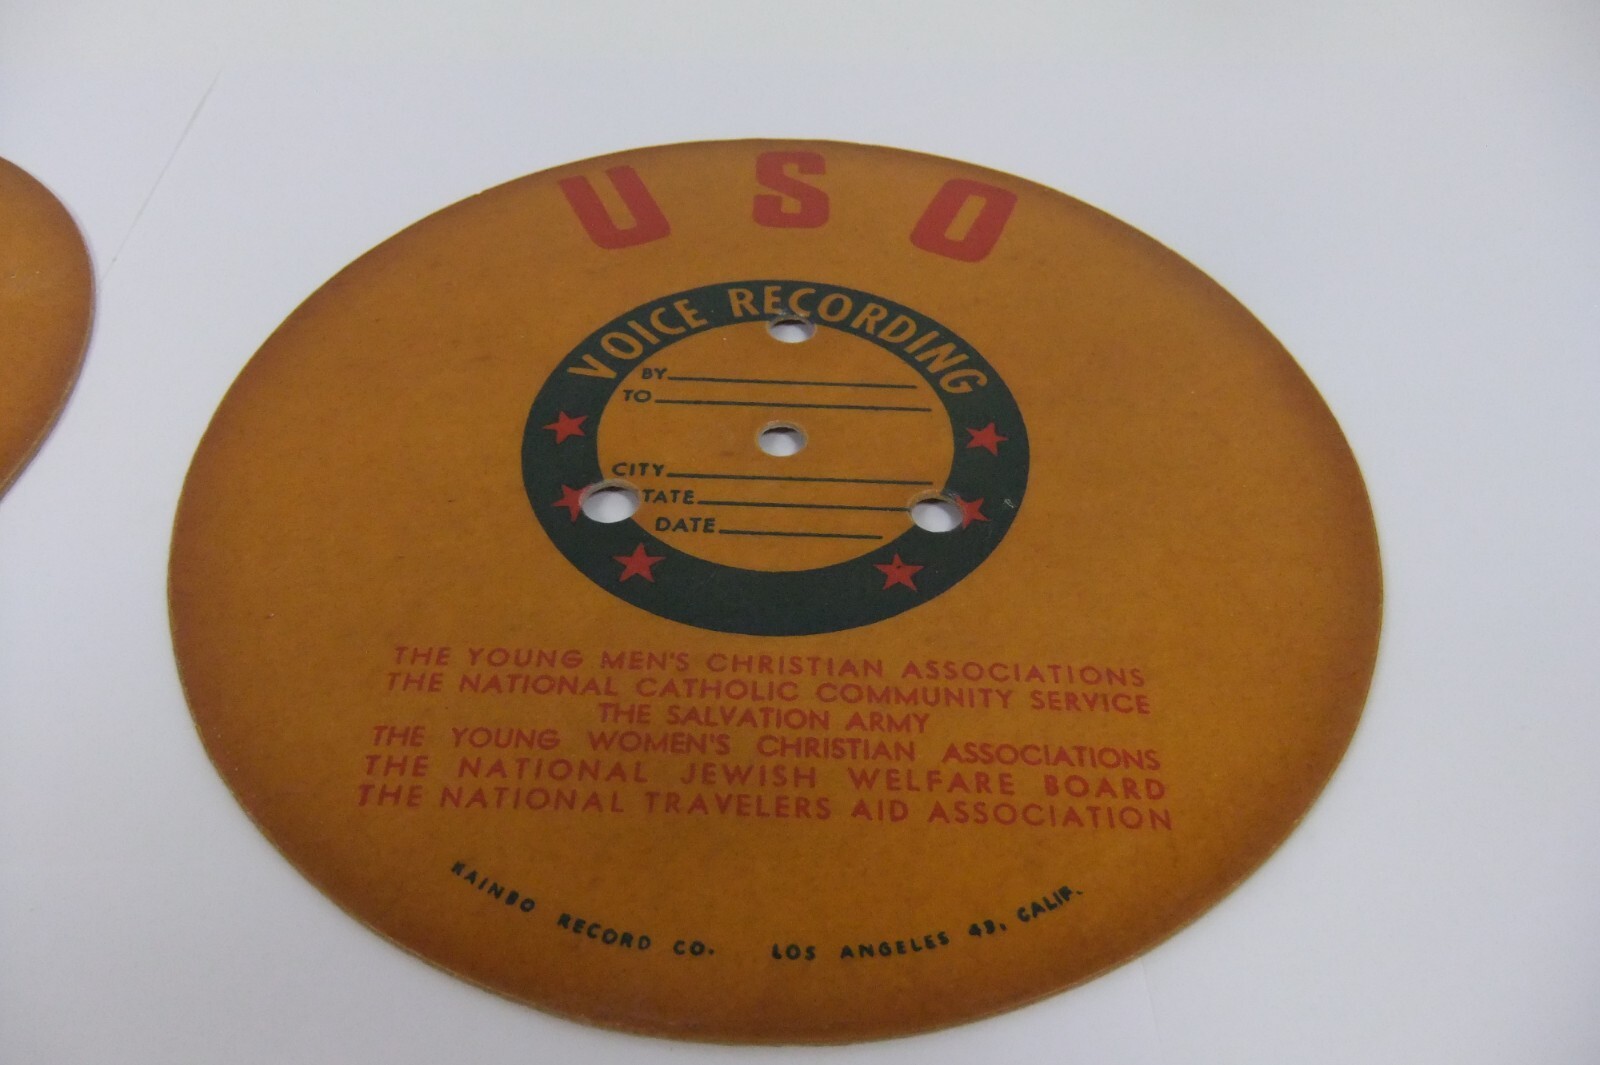 USO
VOICE RECORDING
BY
TO
CITY
TATE
DATE
THE YOUNG MEN'S CHRISTIAN ASSOCIATIONS
THE NATIONAL CATHOLIC COMMUNITY SERVICE
THE SALVATION ARMY
THE YOUNG WOMEN'S CHRISTIAN ASSOCIATIONS
THE NATIONAL JEWISH WELFARE BOARD
THE NATIONAL TRAVELERS AID ASSOCIATION
RAINBO RECORD CO. LOS ANGELES 43, CALIF.